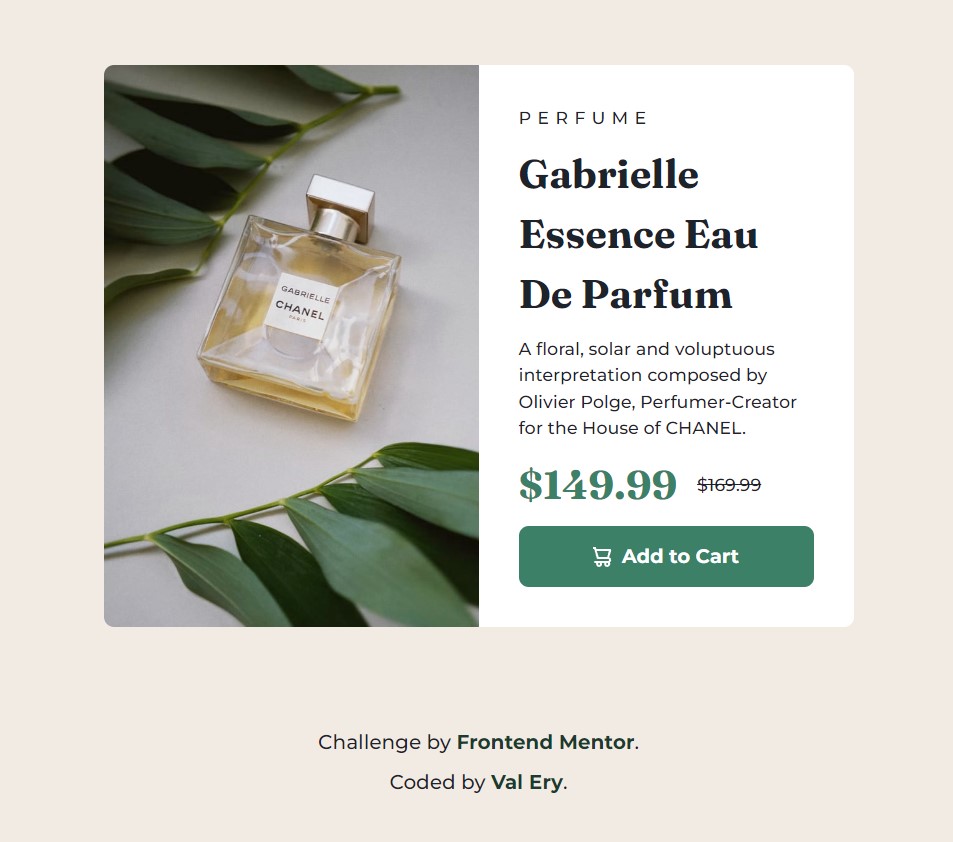 GABRIELLE
CHANEL
PARIS
PERFUME
Gabrielle
Essence Eau
De Parfum
A floral, solar and voluptuous
interpretation composed by
Olivier Polge, Perfumer-Creator
for the House of CHANEL.
$149.99 $169.99
Add to Cart
Challenge by Frontend Mentor.
Coded by Val Ery.